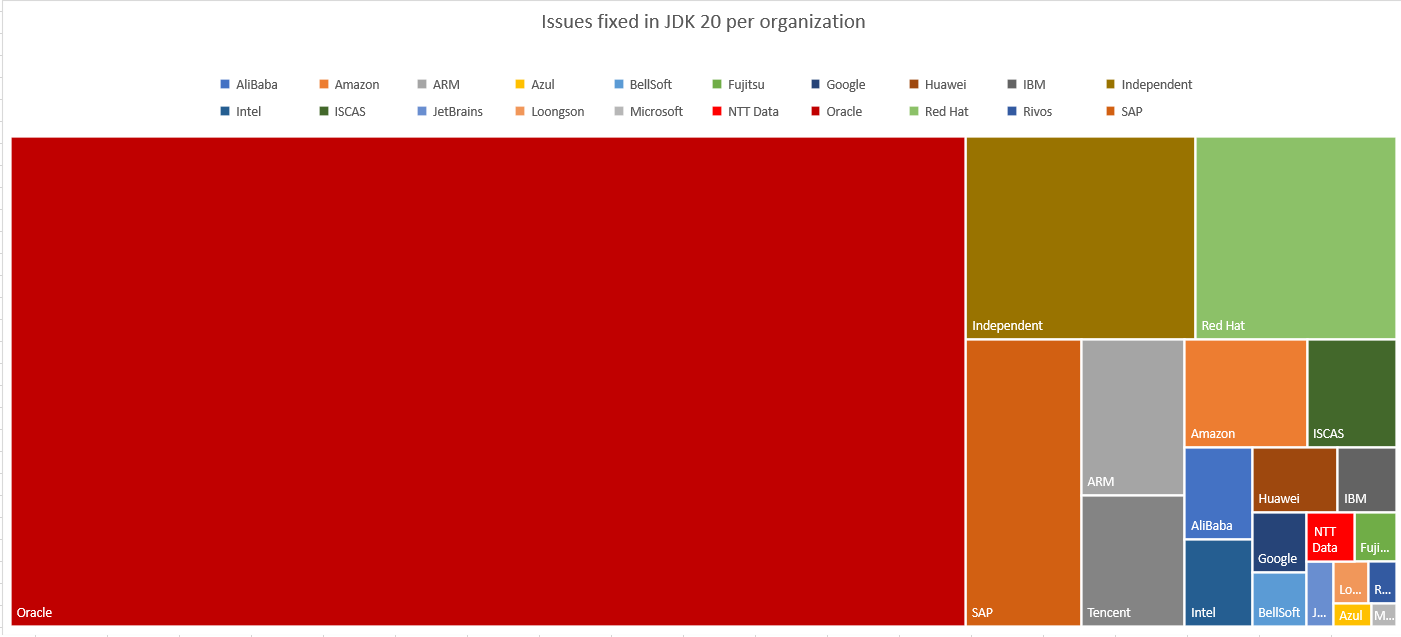 Issues fixed in JDK 20 per organization
AliBaba Amazon ARM Azul BellSoft Fujitsu Google Huawei IBM Independent
Intel ISCAS JetBrains Loongson Microsoft NTT Data Oracle Red Hat Rivos SAP
Independent
Red Hat
Amazon
ISCAS
ARM
Huawei
IBM
AliBaba
NTT
Data
Fuji...
Google
Lo...
R...
Oracle
SAP
Tencent
Intel
BellSoft
J...
Azul
M...